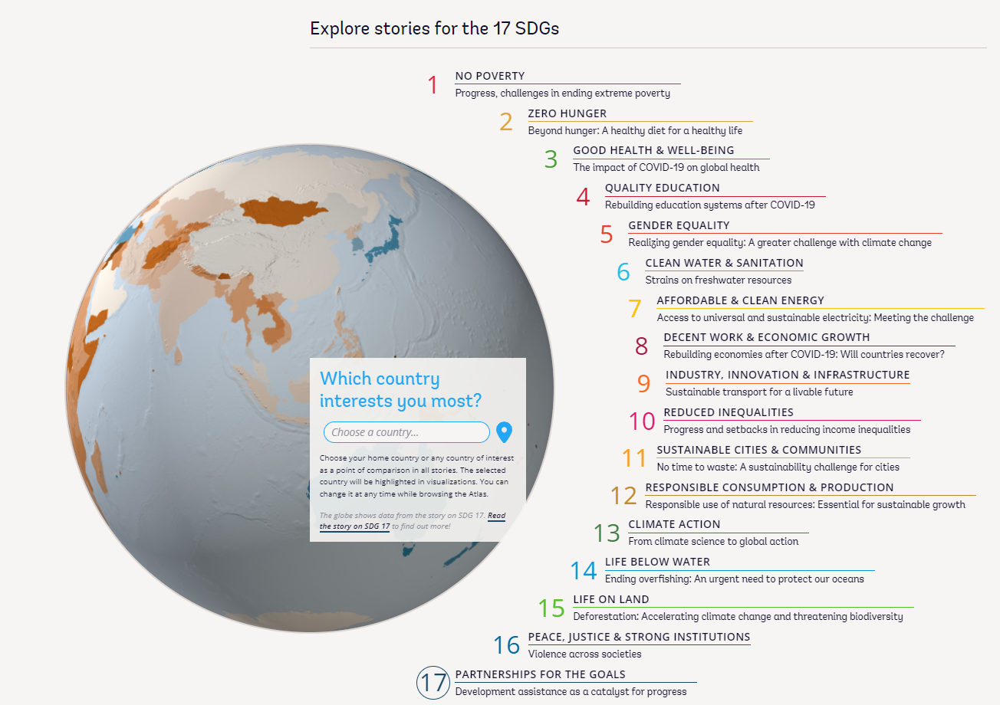 Explore stories for the 17 SDGs
1 NO POVERTY
Progress, challenges in ending extreme poverty
2 ZERO HUNGER
Beyond hunger: A healthy diet for a healthy life
3 GOOD HEALTH & WELL-BEING
The impact of COVID-19 on global health
4 QUALITY EDUCATION
Rebuilding education systems after COVID-19
5 GENDER EQUALITY
Realizing gender equality: A greater challenge with climate change
6 CLEAN WATER & SANITATION
Strains on freshwater resources
7 AFFORDABLE & CLEAN ENERGY
Access to universal and sustainable electricity: Meeting the challenge
8 DECENT WORK & ECONOMIC GROWTH
Rebuilding economies after COVID-19: Will countries recover?
9 INDUSTRY, INNOVATION & INFRASTRUCTURE
Sustainable transport for a livable future
10 REDUCED INEQUALITIES
Progress and setbacks in reducing income inequalities
11 SUSTAINABLE CITIES & COMMUNITIES
No time to waste: A sustainability challenge for cities
12 RESPONSIBLE CONSUMPTION & PRODUCTION
Responsible use of natural resources: Essential for sustainable growth
13 CLIMATE ACTION
From climate science to global action
14 LIFE BELOW WATER
Ending overfishing: An urgent need to protect our oceans
15 LIFE ON LAND
Deforestation: Accelerating climate change and threatening biodiversity
16 PEACE, JUSTICE & STRONG INSTITUTIONS
Violence across societies
17 PARTNERSHIPS FOR THE GOALS
Development assistance as a catalyst for progress
Which country
interests you most?
Choose a country...
Choose your home country or any country of interest
as a point of comparison in all stories. The selected
country will be highlighted in visualizations. You can
change it at any time while browsing the Atlas.
The globe shows data from the story on SDG 17. Read
the story on SDG 17 to find out more!